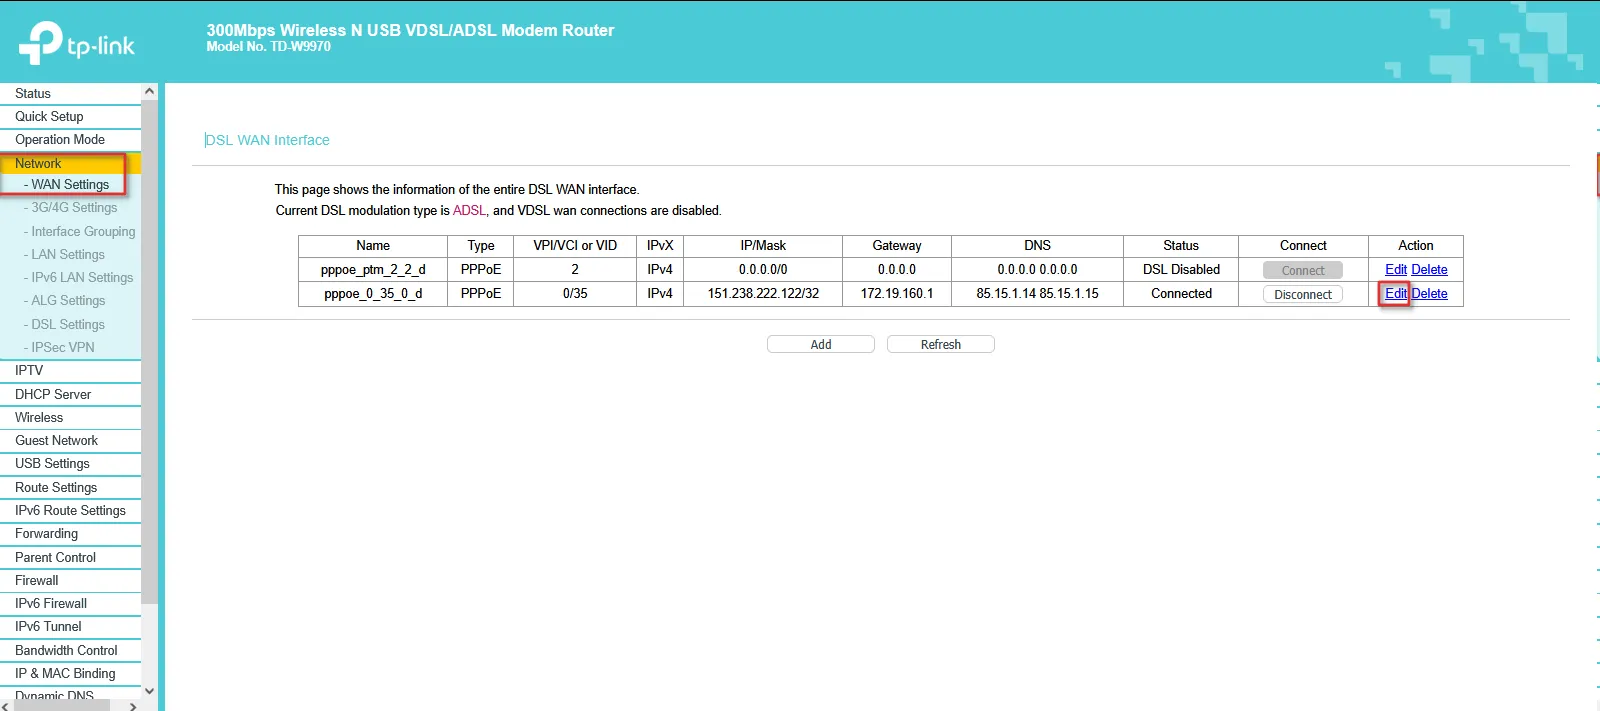 tp-link
300Mbps Wireless N USB VDSL/ADSL Modem Router
Model No. TD-W9970
Status
Quick Setup
Operation Mode
Network
- WAN Settings
- 3G/4G Settings
- Interface Grouping
- LAN Settings
- IPv6 LAN Settings
- ALG Settings
- DSL Settings
- IPSec VPN
IPTV
DHCP Server
Wireless
Guest Network
USB Settings
Route Settings
IPv6 Route Settings
Forwarding
Parent Control
Firewall
IPv6 Firewall
IPv6 Tunnel
Bandwidth Control
IP & MAC Binding
Dynamic DNS
DSL WAN Interface
This page shows the information of the entire DSL WAN interface.
Current DSL modulation type is ADSL, and VDSL wan connections are disabled.
Name Type VPI/VCI or VID IPvX IP/Mask Gateway DNS Status Connect Action
pppoe_ptm_2_2_d PPPoE 2 IPv4 0.0.0.0/0 0.0.0.0 0.0.0.0 0.0.0.0 DSL Disabled Connect Edit Delete
pppoe_0_35_0_d PPPoE 0/35 IPv4 151.238.222.122/32 172.19.160.1 85.15.1.14 85.15.1.15 Connected Disconnect Edit Delete
Add Refresh